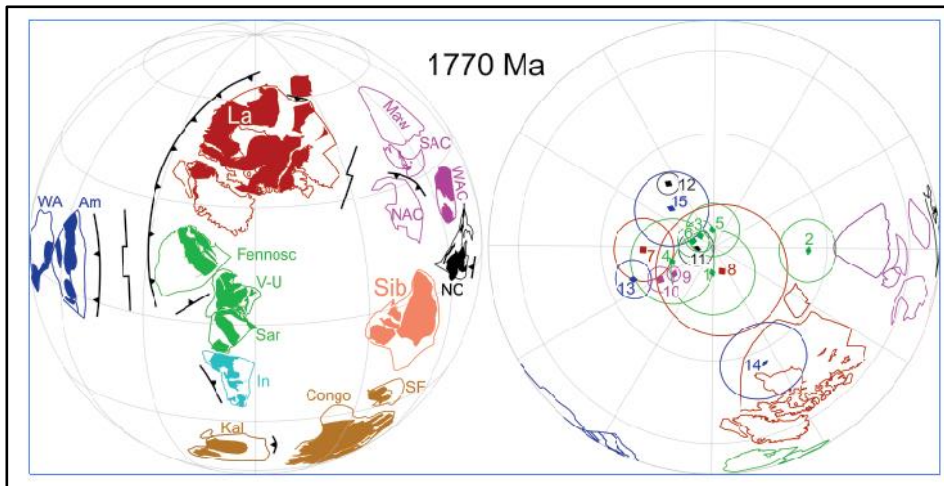 1770 Ma
La
Maw
SAC
WAC
NAC
WA Am
Fennosc
V-U
NC
Sib
Sar
In
Congo
SF
Kal
12
15
3
5
2
4
7
11
1
8
9
13
10
14